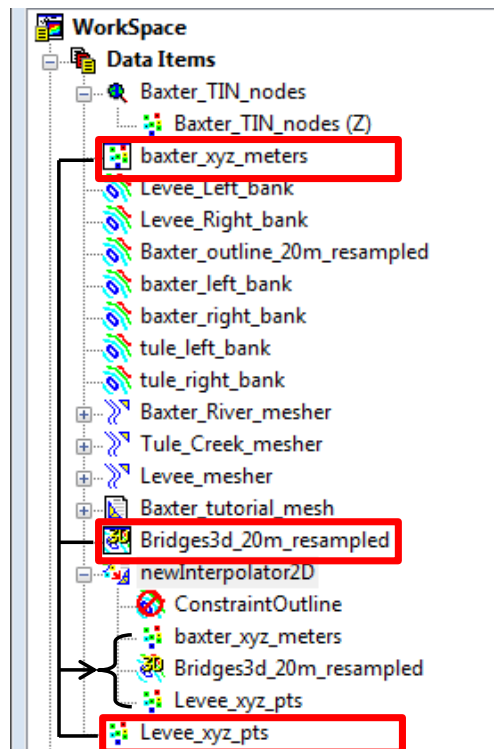 WorkSpace
Data Items
Baxter_TIN_nodes
Baxter_TIN_nodes (Z)
baxter_xyz_meters
Levee_Left_bank
Levee_Right_bank
Baxter_outline_20m_resampled
baxter_left_bank
baxter_right_bank
tule_left_bank
tule_right_bank
Baxter_River_mesher
Tule_Creek_mesher
Levee_mesher
Baxter_tutorial_mesh
Bridges3d_20m_resampled
newInterpolator2D
ConstraintOutline
baxter_xyz_meters
Bridges3d_20m_resampled
Levee_xyz_pts
Levee_xyz_pts